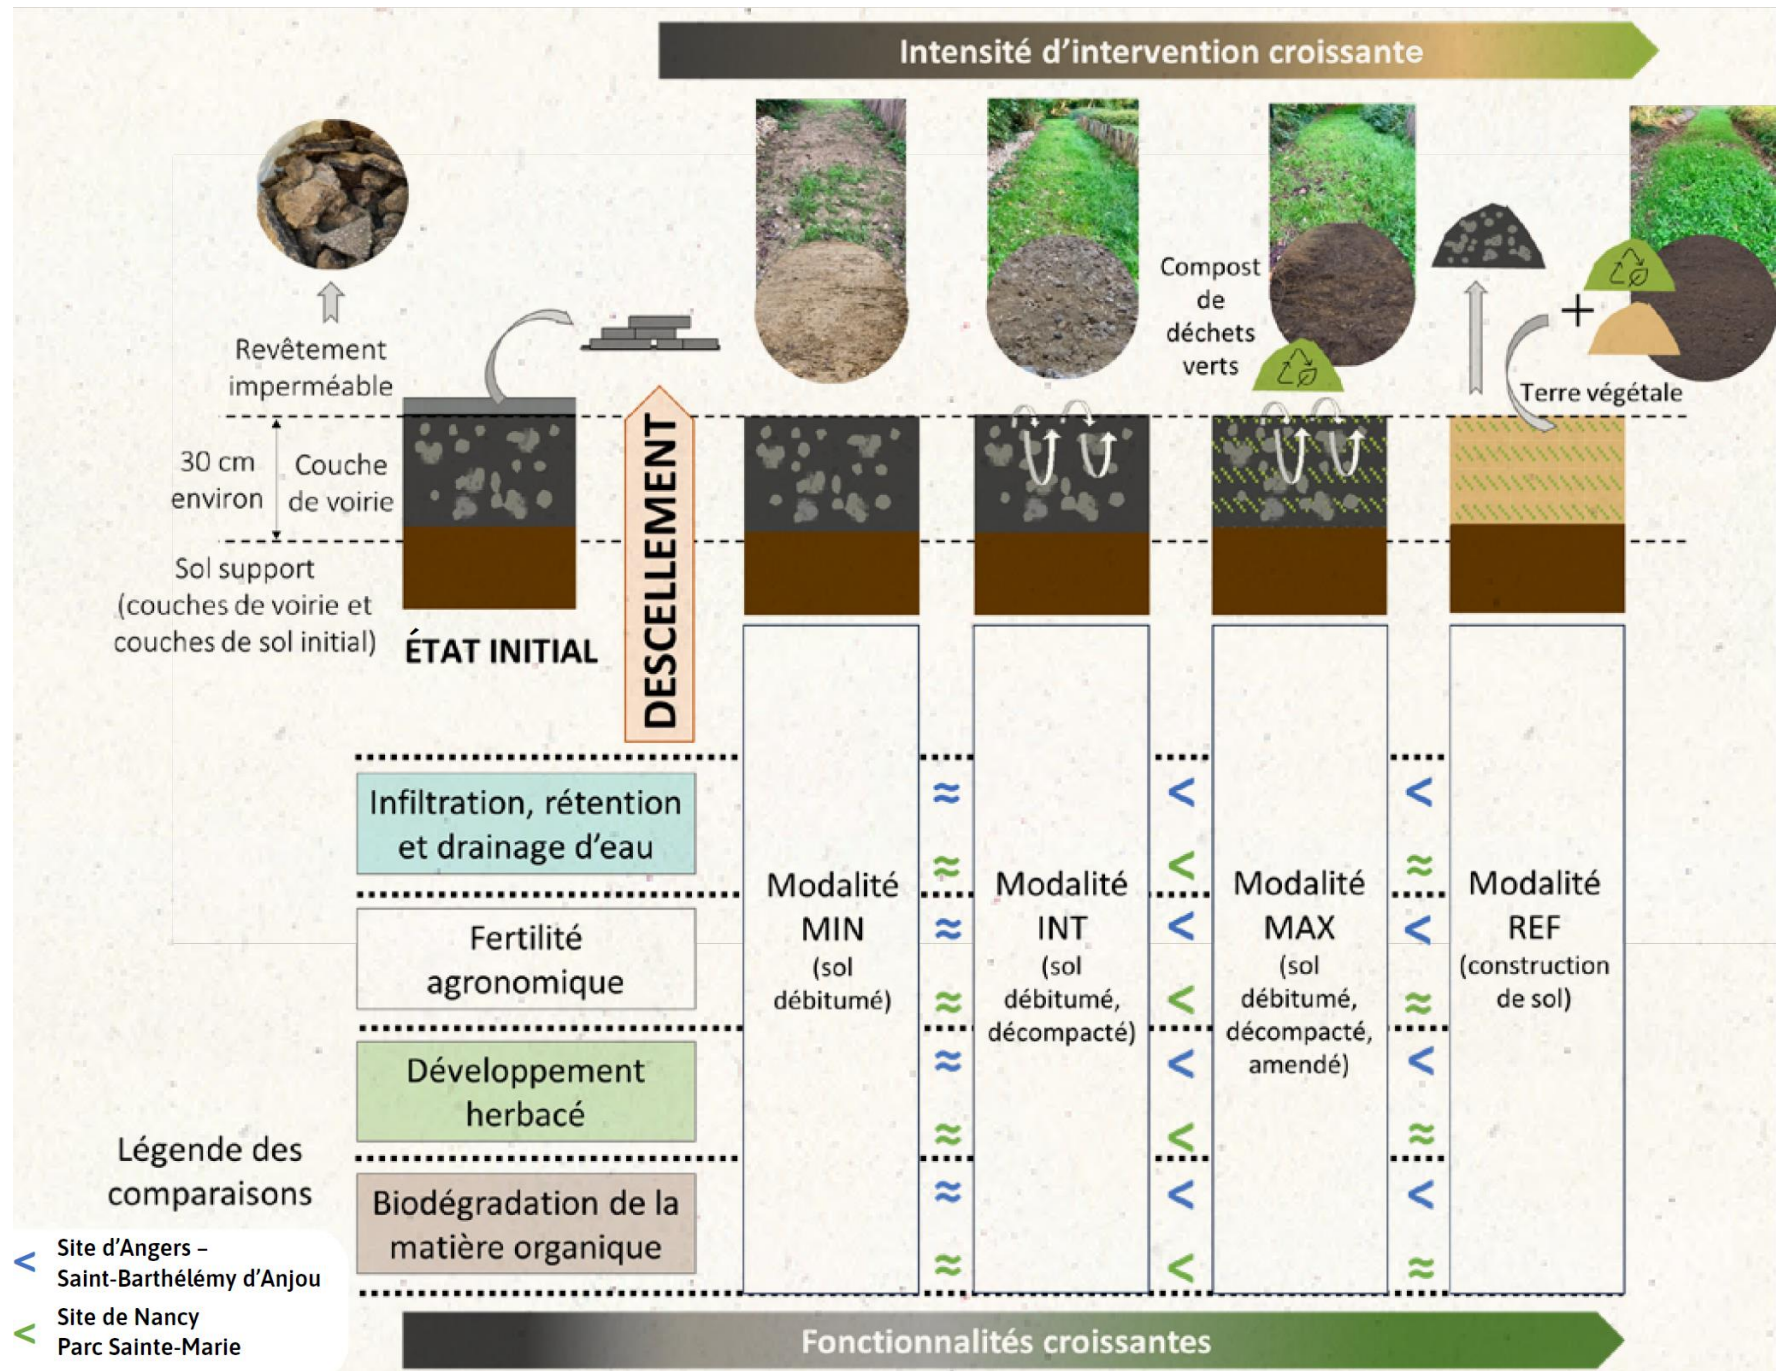 Intensité d'intervention croissante
Revêtement
imperméable
30 cm
environ
Couche
de voirie
Sol support
(couches de voirie et
couches de sol initial)
ÉTAT INITIAL
DESCELLEMENT
Compost
de
déchets
verts
+
Terre végétale
Infiltration, rétention
et drainage d'eau
Fertilité
agronomique
Développement
herbacé
Biodégradation de la
matière organique
Modalité
MIN
(sol
débitumé)
≈ ≈ ≈ ≈ ≈ ≈ ≈ ≈
Modalité
INT
(sol
débitumé,
décompacté)
< < < < < < < <
Modalité
MAX
(sol
débitumé,
décompacté,
amendé)
< ≈ < ≈ < ≈ < ≈
Modalité
REF
(construction
de sol)
Légende des
comparaisons
< Site d'Angers –
Saint-Barthélémy d'Anjou
< Site de Nancy
Parc Sainte-Marie
Fonctionnalités croissantes